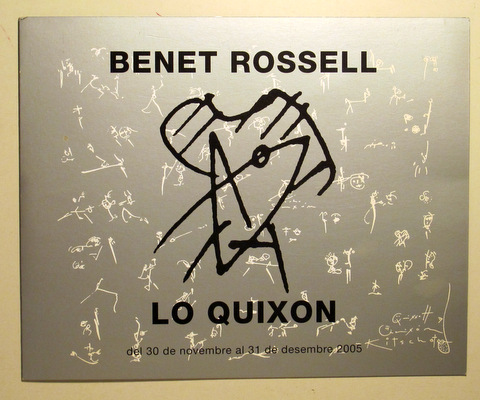 BENET ROSSELL
LO QUIXON
del 30 de novembre al 31 de desembre 2005